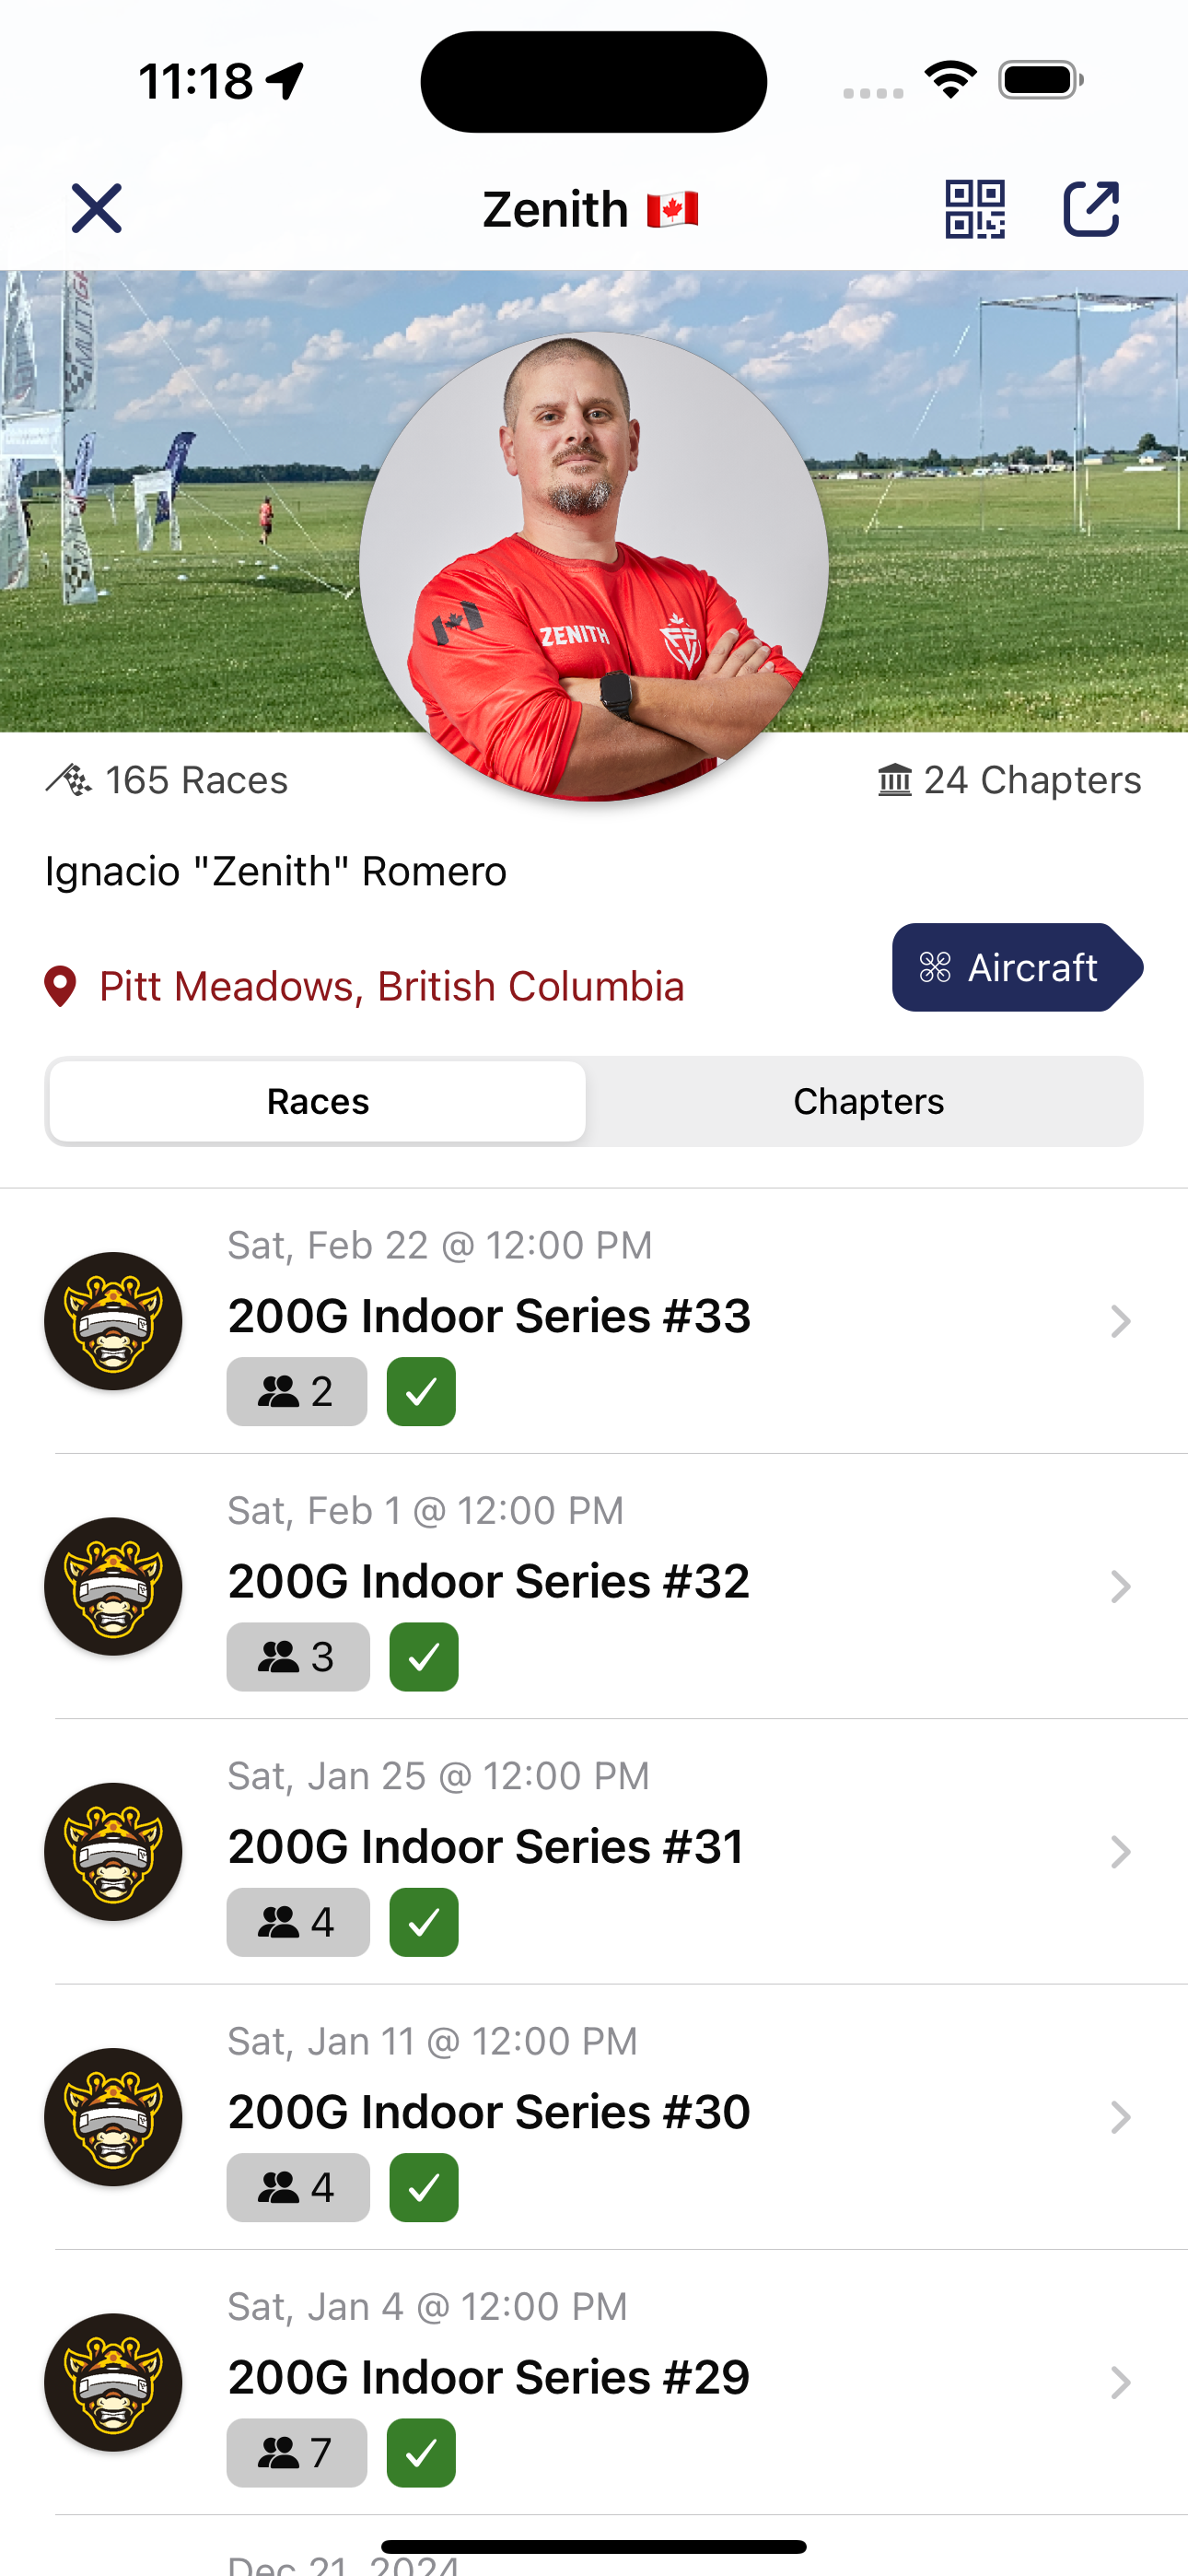 11:18
Zenith 🇨🇦
MULTIG
ZENITH
165 Races
24 Chapters
Ignacio "Zenith" Romero
Pitt Meadows, British Columbia
Aircraft
Races
Chapters
Sat, Feb 22 @ 12:00 PM
200G Indoor Series #33
2
Sat, Feb 1 @ 12:00 PM
200G Indoor Series #32
3
Sat, Jan 25 @ 12:00 PM
200G Indoor Series #31
4
Sat, Jan 11 @ 12:00 PM
200G Indoor Series #30
4
Sat, Jan 4 @ 12:00 PM
200G Indoor Series #29
7
Dec 21, 2024